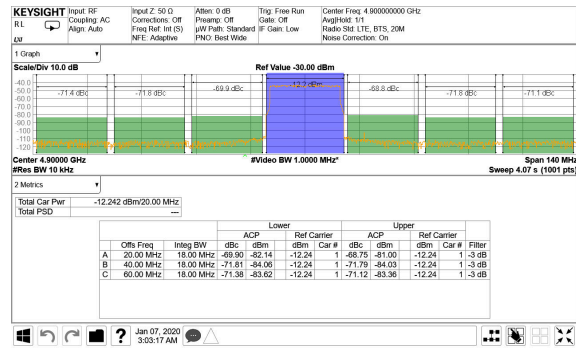 KEYSIGHT Input: RF Input Z: 50 Ω Atten: 0 dB Trig: Free Run Center Freq: 4.900000000 GHz
R L Coupling: AC Corrections: Off Preamp: Off Gate: Off Avg|Hold: 1/1
Align: Auto Freq Ref: Int (S) µW Path: Standard IF Gain: Low Radio Std: LTE, BTS, 20M
LXI NFE: Adaptive PNO: Best Wide Noise Correction: On
1 Graph
Scale/Div 10.0 dB Ref Value -30.00 dBm
-40.0
-50.0
-60.0
-70.0
-80.0
-90.0
-100
-110
-120
-71.4 dBc -71.8 dBc -69.9 dBc -12.2 dBm -68.8 dBc -71.8 dBc -71.1 dBc
Center 4.90000 GHz #Video BW 1.0000 MHz* Span 140 MHz
#Res BW 10 kHz Sweep 4.07 s (1001 pts)
2 Metrics
Total Car Pwr -12.242 dBm/20.00 MHz
Total PSD ---
Lower Upper
ACP Ref Carrier ACP Ref Carrier
Offs Freq Integ BW dBc dBm dBm Car # dBc dBm dBm Car # Filter
A 20.00 MHz 18.00 MHz -69.90 -82.14 -12.24 1 -68.75 -81.00 -12.24 1 -3 dB
B 40.00 MHz 18.00 MHz -71.81 -84.06 -12.24 1 -71.79 -84.03 -12.24 1 -3 dB
C 60.00 MHz 18.00 MHz -71.38 -83.62 -12.24 1 -71.12 -83.36 -12.24 1 -3 dB
? Jan 07, 2020
3:03:17 AM